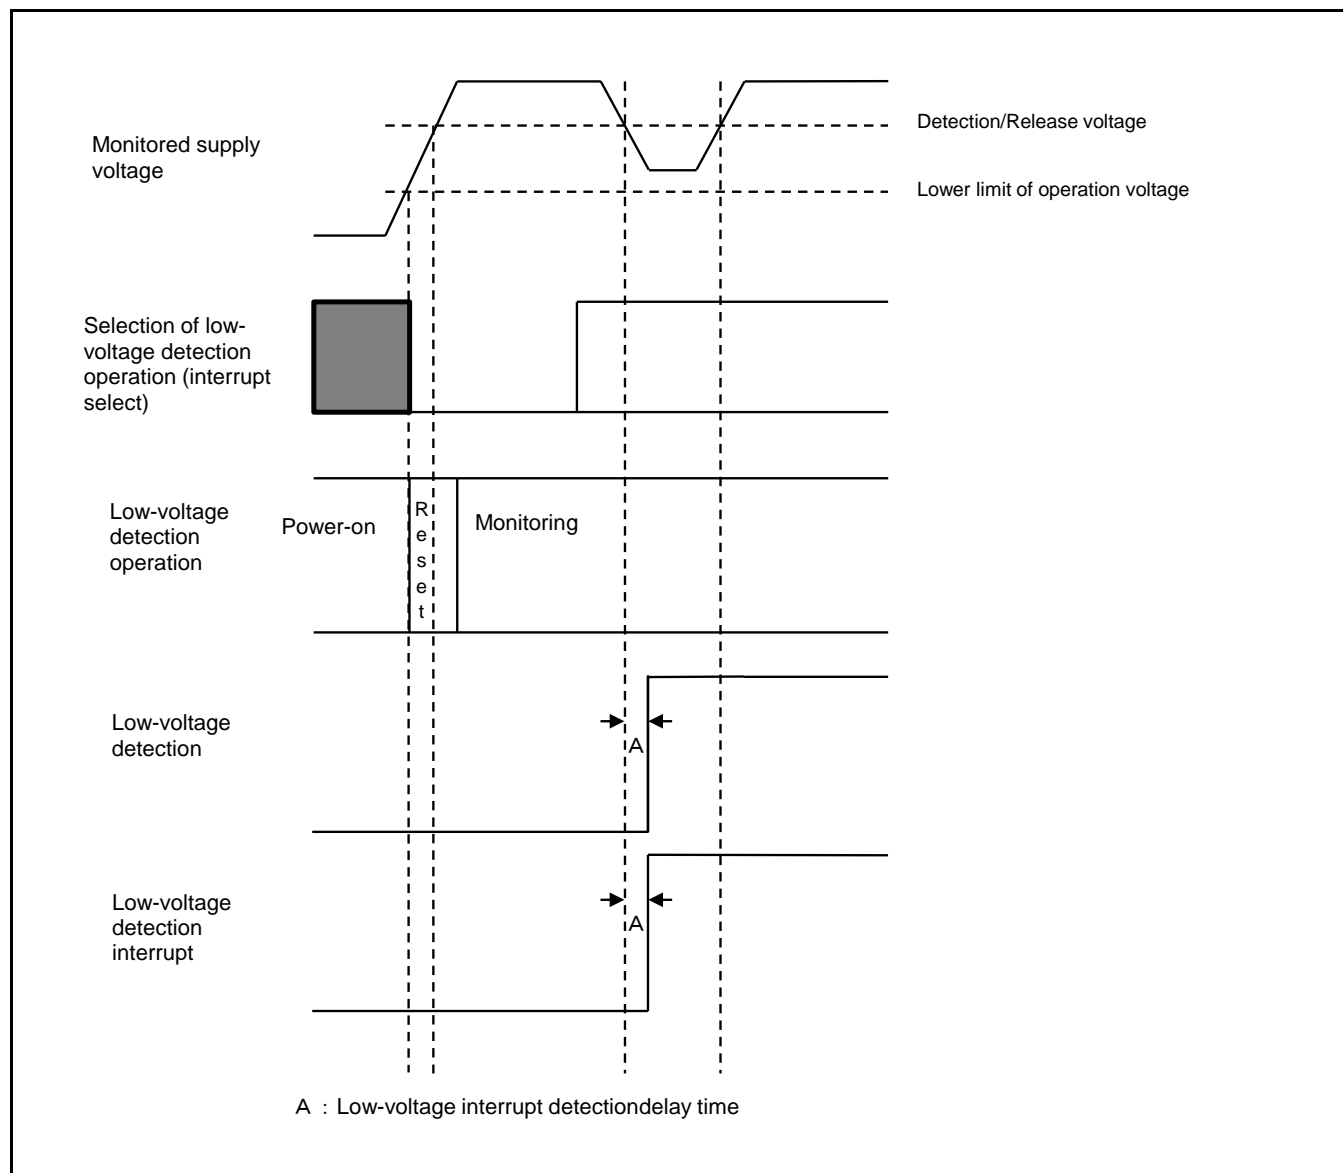 Monitored supply
voltage
Detection/Release voltage
Lower limit of operation voltage
Selection of low-
voltage detection
operation (interrupt
select)
Low-voltage
detection
operation
Power-on
Reset
Monitoring
Low-voltage
detection
A
Low-voltage
detection
interrupt
A
A : Low-voltage interrupt detectiondelay time